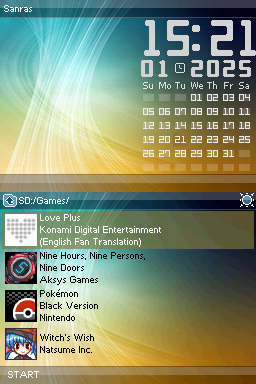 Sanras
15:21
01 2025
Su Mo Tu We Th Fr Sa
01 02 03 04
05 06 07 08 09 10 11
12 13 14 15 16 17 18
19 20 21 22 23 24 25
26 27 28 29 30 31
SD:/Games/
Love Plus
Konami Digital Entertainment
(English Fan Translation)
Nine Hours, Nine Persons,
Nine Doors
Aksys Games
Pokémon
Black Version
Nintendo
Witch's Wish
Natsume Inc.
START